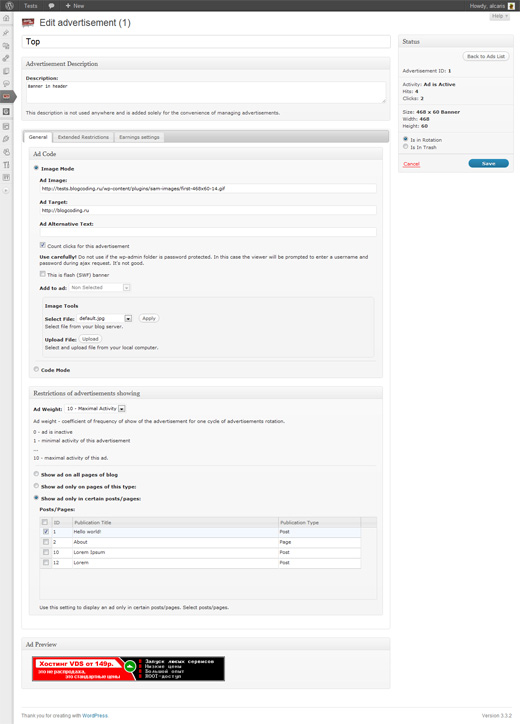 Tests
+ New
Howdy, alcaris
Help
Edit advertisement (1)
Top
Advertisement Description
Description:
Banner in header
This description is not used anywhere and is added solely for the convenience of managing advertisements.
General
Extended Restrictions
Earnings settings
Ad Code
Image Mode
Ad Image:
http://tests.blogcoding.ru/wp-content/plugins/sam-images/first-468x60-14.gif
Ad Target:
http://blogcoding.ru
Ad Alternative Text:
Count clicks for this advertisement
Use carefully! Do not use if the wp-admin folder is password protected. In this case the viewer will be prompted to enter a username and
password during ajax request. It's not good.
This is flash (SWF) banner
Add to ad: Non Selected
Image Tools
Select File: default.jpg Apply
Select file from your blog server.
Upload File: Upload
Select and upload file from your local computer.
Code Mode
Restrictions of advertisements showing
Ad Weight: 10 - Maximal Activity
Ad weight - coefficient of frequency of show of the advertisement for one cycle of advertisements rotation.
0 - ad is inactive
1 - minimal activity of this advertisement
...
10 - maximal activity of this ad.
Show ad on all pages of blog
Show ad only on pages of this type:
Show ad only in certain posts/pages:
Posts/Pages:
ID Publication Title Publication Type
1 Hello world! Post
2 About Page
10 Lorem Ipsum Post
12 Lorem Post
Use this setting to display an ad only in certain posts/pages. Select posts/pages.
Ad Preview
Хостинг VDS от 149р.
это не распродажа,
это стандартные цены
Запуск любых сервисов
Низкие цены
Большой опыт
ROOT-доступ
Status
Back to Ads List
Advertisement ID: 1
Activity: Ad is Active
Hits: 4
Clicks: 2
Size: 468 x 60 Banner
Width: 468
Height: 60
Is in Rotation
Is in Trash
Cancel
Save
Thank you for creating with WordPress.
Version 3.3.2